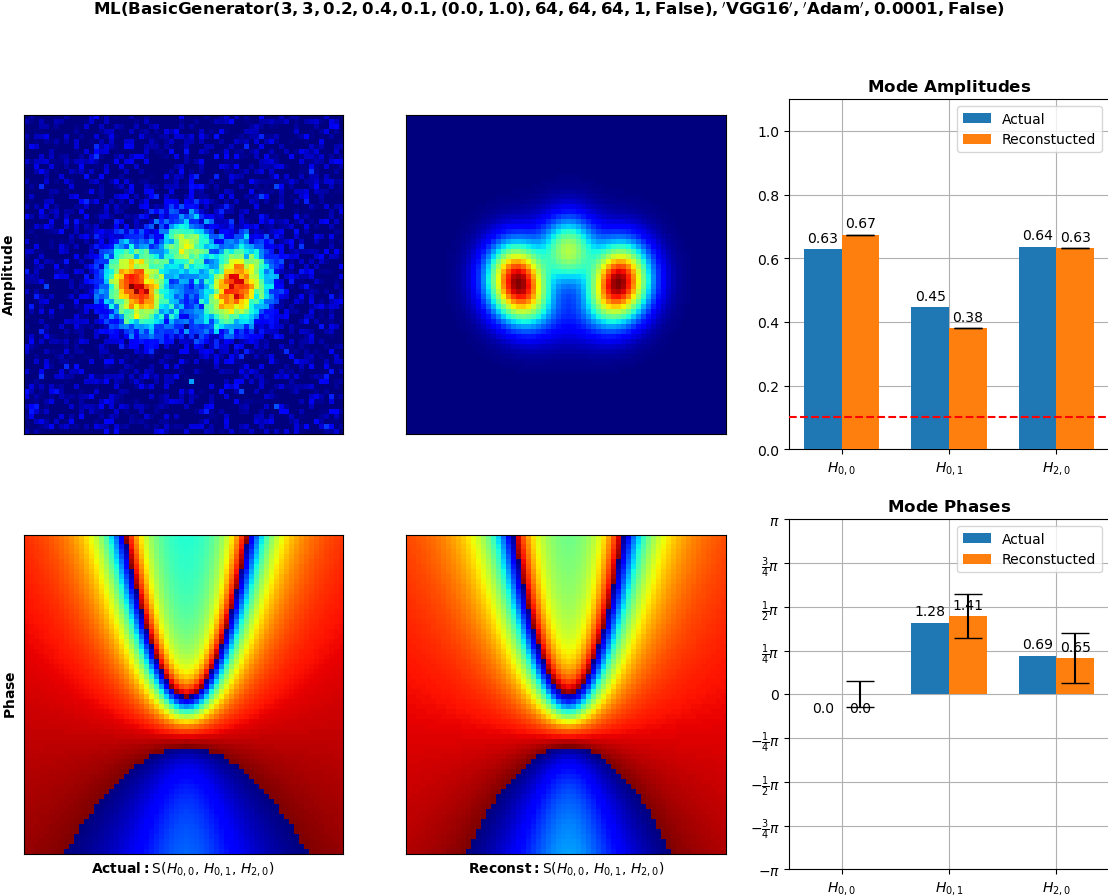 ML(BasicGenerator(3, 3, 0.2, 0.4, 0.1, (0.0, 1.0), 64, 64, 64, 1, False), ′VGG16′, ′Adam′, 0.0001, False)
Amplitude
Mode Amplitudes
Actual
Reconstucted
1.0
0.8
0.6
0.4
0.2
0.0
0.63
0.67
0.45
0.38
0.64
0.63
H0,0
H0,1
H2,0
Phase
Actual: S(H0,0, H0,1, H2,0)
Reconst: S(H0,0, H0,1, H2,0)
Mode Phases
Actual
Reconstucted
π
3/4π
1/2π
1/4π
0
−1/4π
−1/2π
−3/4π
−π
0.0
0.0
1.28
1.41
0.69
0.65
H0,0
H0,1
H2,0